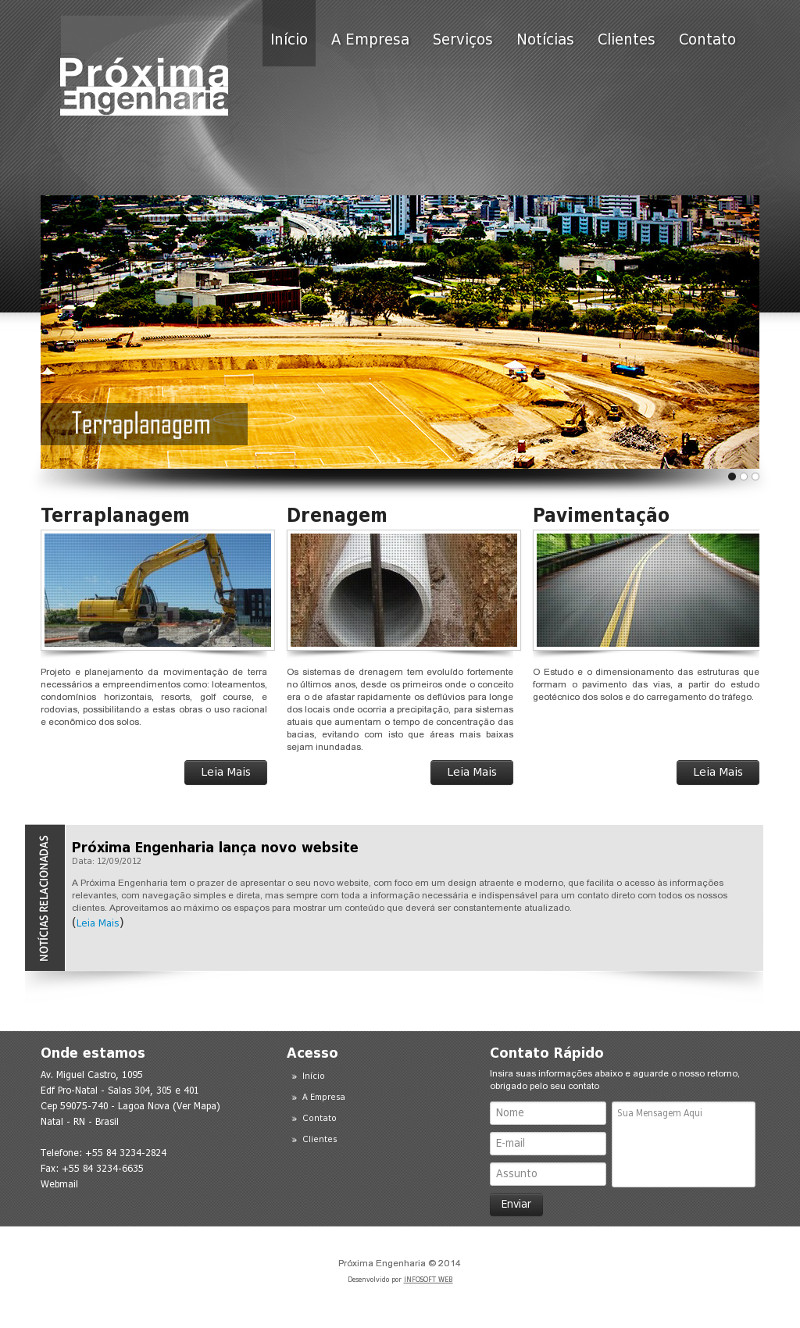 Próxima
Engenharia
Início A Empresa Serviços Notícias Clientes Contato
Terraplanagem
Terraplanagem
Projeto e planejamento da movimentação de terra
necessários a empreendimentos como: loteamentos,
condomínios horizontais, resorts, golf course, e
rodovias, possibilitando a estas obras o uso racional
e econômico dos solos.
Leia Mais
Drenagem
Os sistemas de drenagem tem evoluído fortemente
no últimos anos, desde os primeiros onde o conceito
era o de afastar rapidamente os deflúvios para longe
dos locais onde ocorria a precipitação, para sistemas
atuais que aumentam o tempo de concentração das
bacias, evitando com isto que áreas mais baixas
sejam inundadas.
Leia Mais
Pavimentação
O Estudo e o dimensionamento das estruturas que
formam o pavimento das vias, a partir do estudo
geotécnico dos solos e do carregamento do tráfego.
Leia Mais
NOTÍCIAS RELACIONADAS
Próxima Engenharia lança novo website
Data: 12/09/2012
A Próxima Engenharia tem o prazer de apresentar o seu novo website, com foco em um design atraente e moderno, que facilita o acesso às informações
relevantes, com navegação simples e direta, mas sempre com toda a informação necessária e indispensável para um contato direto com todos os nossos
clientes. Aproveitamos ao máximo os espaços para mostrar um conteúdo que deverá ser constantemente atualizado.
(Leia Mais)
Onde estamos
Av. Miguel Castro, 1095
Edf Pro-Natal - Salas 304, 305 e 401
Cep 59075-740 - Lagoa Nova (Ver Mapa)
Natal - RN - Brasil
Telefone: +55 84 3234-2824
Fax: +55 84 3234-6635
Webmail
Acesso
» Início
» A Empresa
» Contato
» Clientes
Contato Rápido
Insira suas informações abaixo e aguarde o nosso retorno,
obrigado pelo seu contato
Nome
E-mail
Assunto
Sua Mensagem Aqui
Enviar
Próxima Engenharia © 2014
Desenvolvido por INFOSOFT WEB